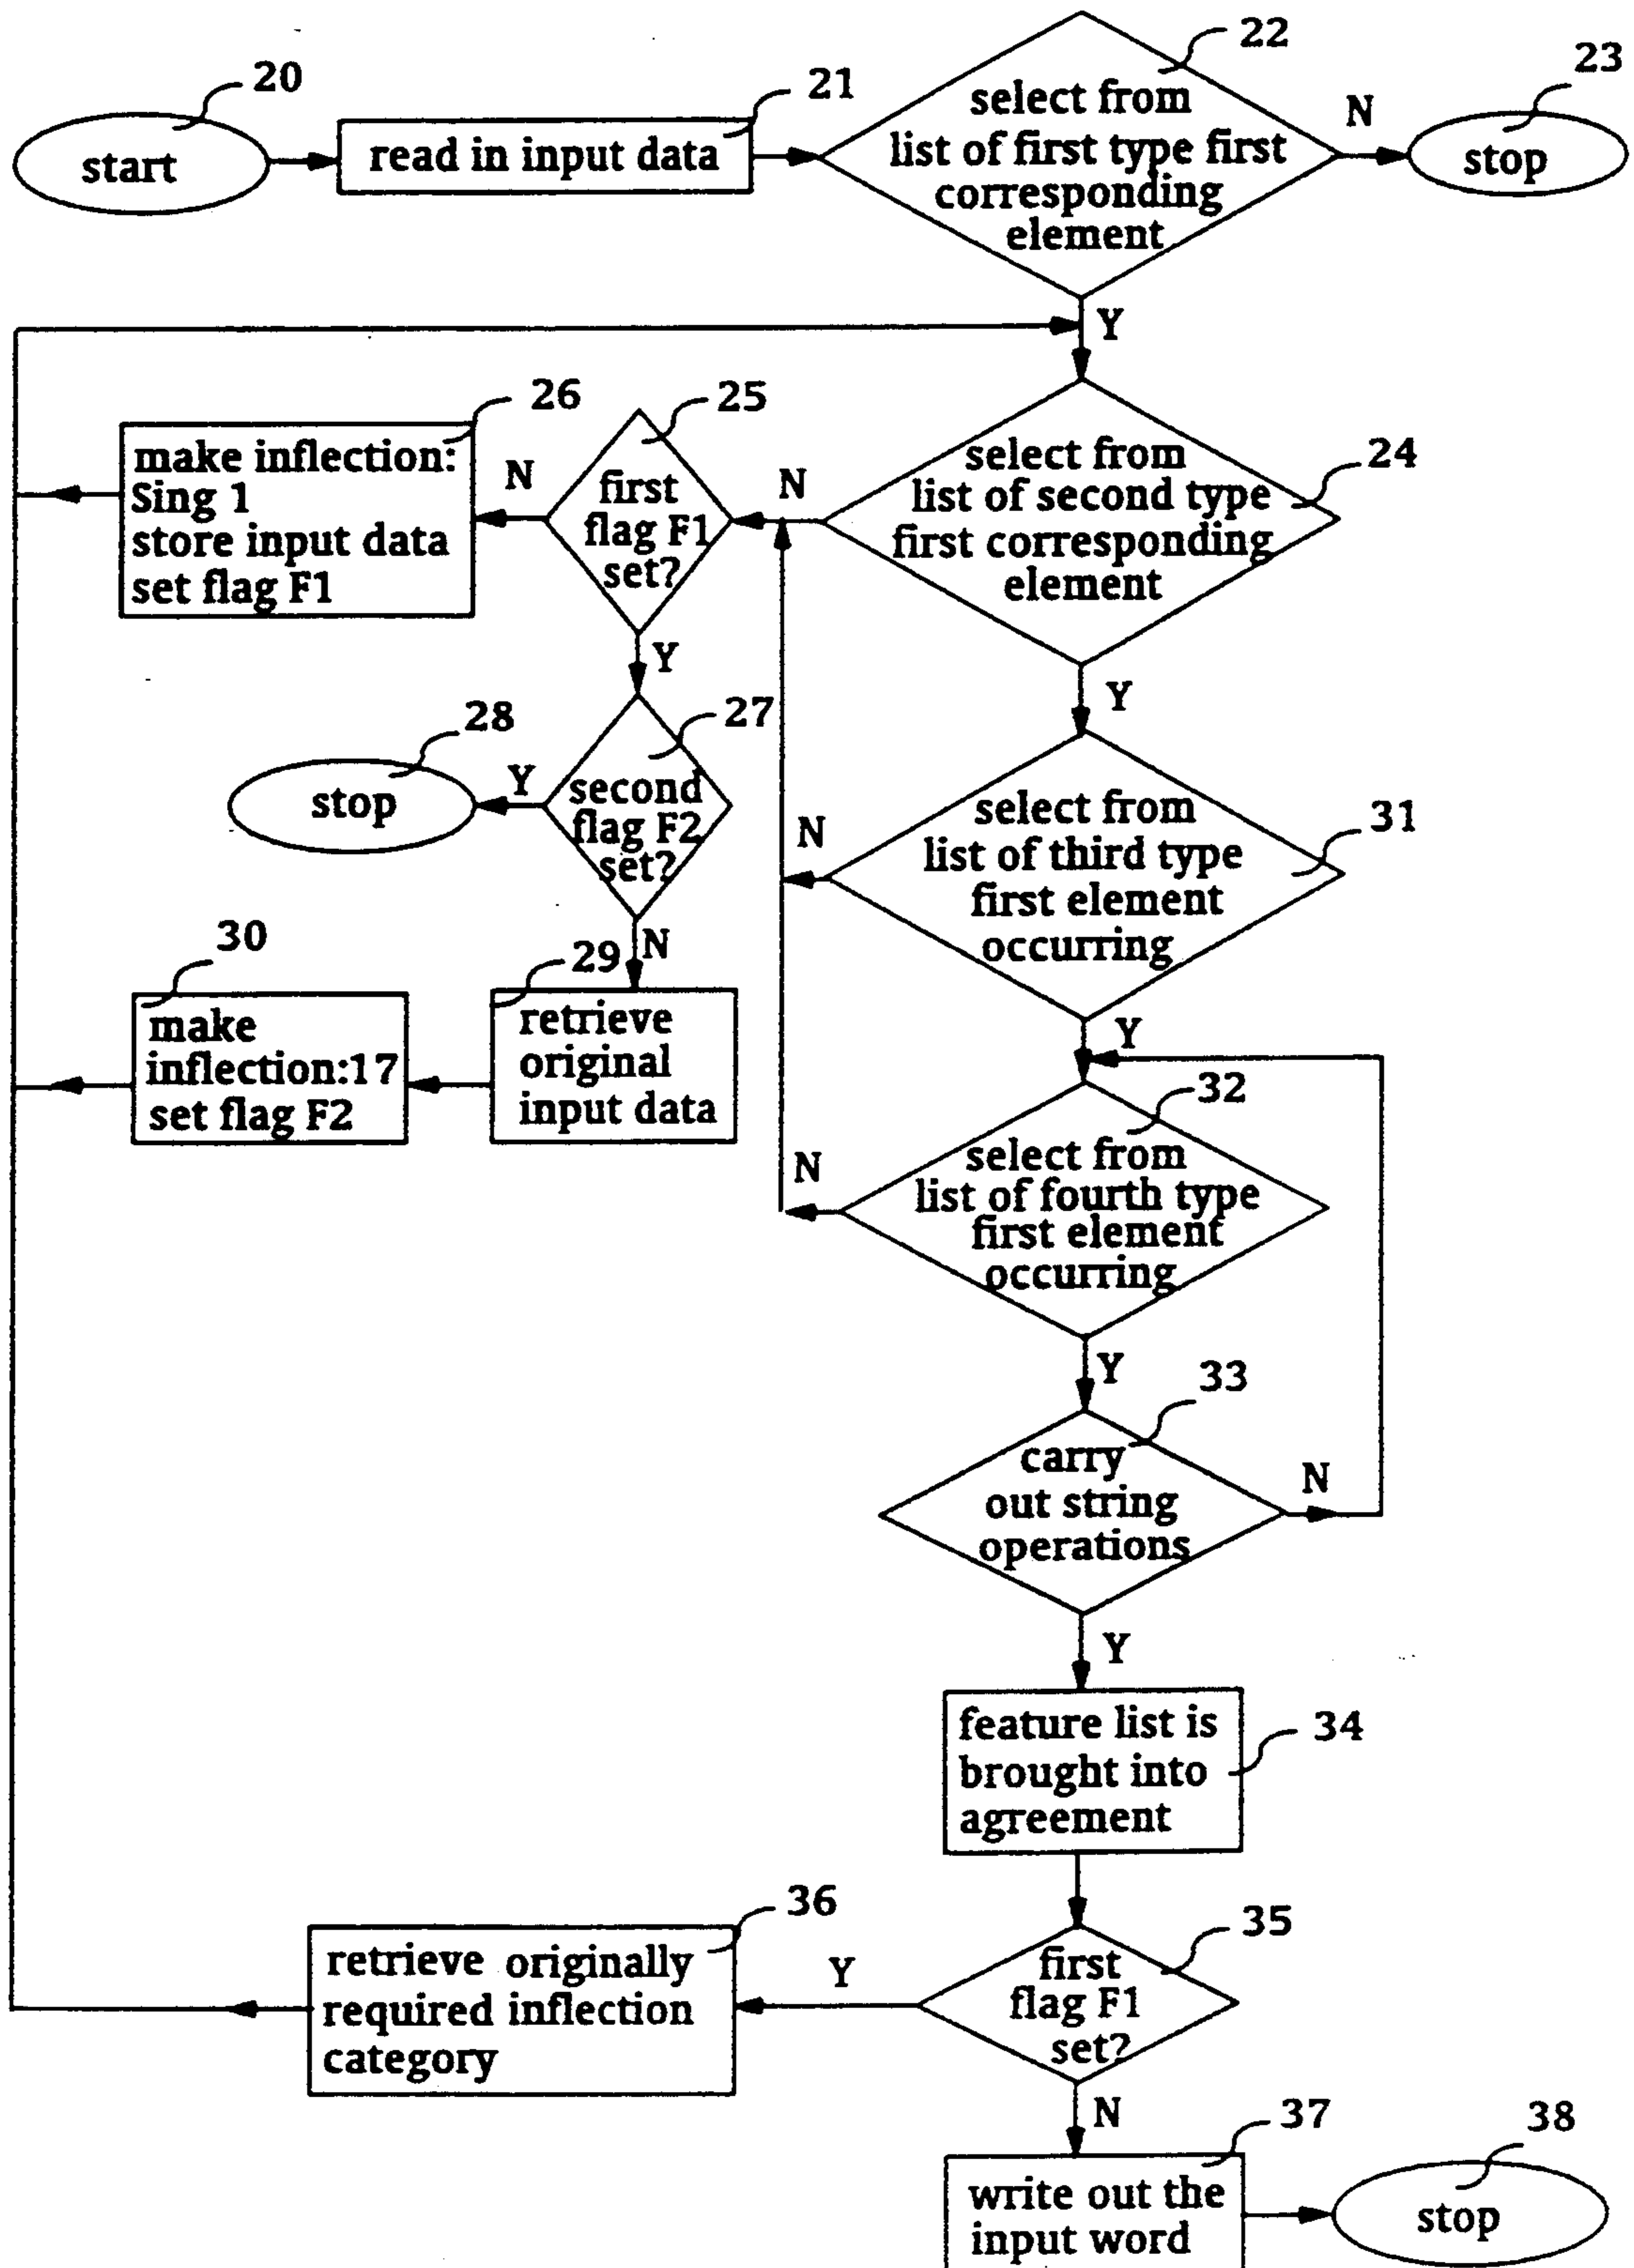 20
start
21
read in input data
22
select from
list of first type first
corresponding
element
N
23
stop
Y
24
select from
list of second type
first corresponding
element
N
25
first
flag F1
set?
N
26
make inflection:
Sing 1
store input data
set flag F1
Y
27
second
flag F2
set?
Y
28
stop
N
29
retrieve
original
input data
30
make
inflection:17
set flag F2
Y
31
select from
list of third type
first element
occurring
N
Y
32
select from
list of fourth type
first element
occurring
N
Y
33
carry
out string
operations
N
Y
34
feature list is
brought into
agreement
35
first
flag F1
set?
Y
36
retrieve originally
required inflection
category
N
37
write out the
input word
38
stop